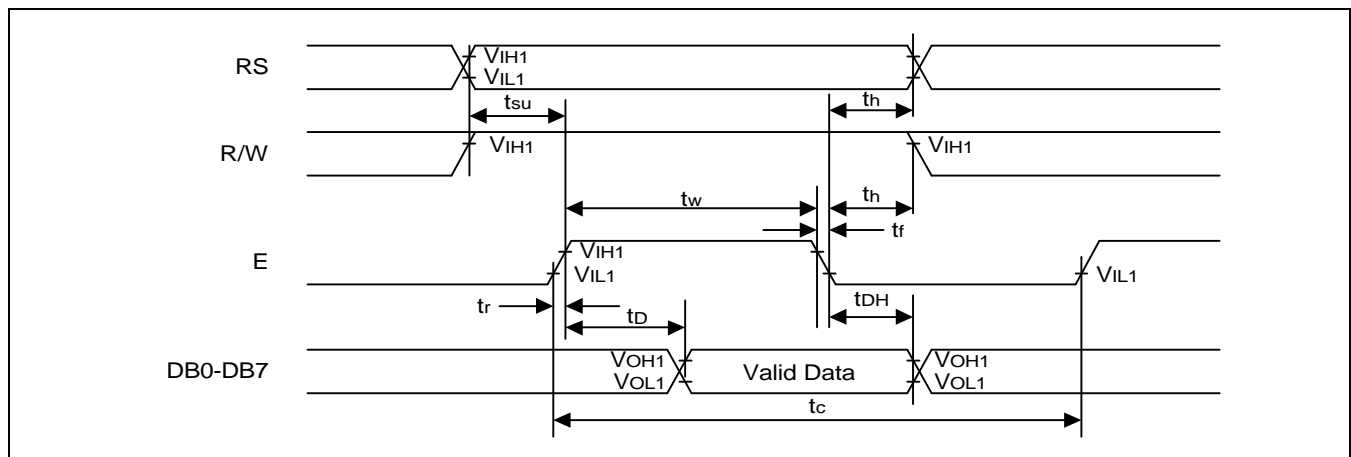 RS
VIH1
VIL1
tsu
th
R/W
VIH1
VIH1
tw
th
tf
E
VIH1
VIL1
VIL1
tr
tD
tDH
DB0-DB7
VOH1
VOL1
Valid Data
VOH1
VOL1
tc